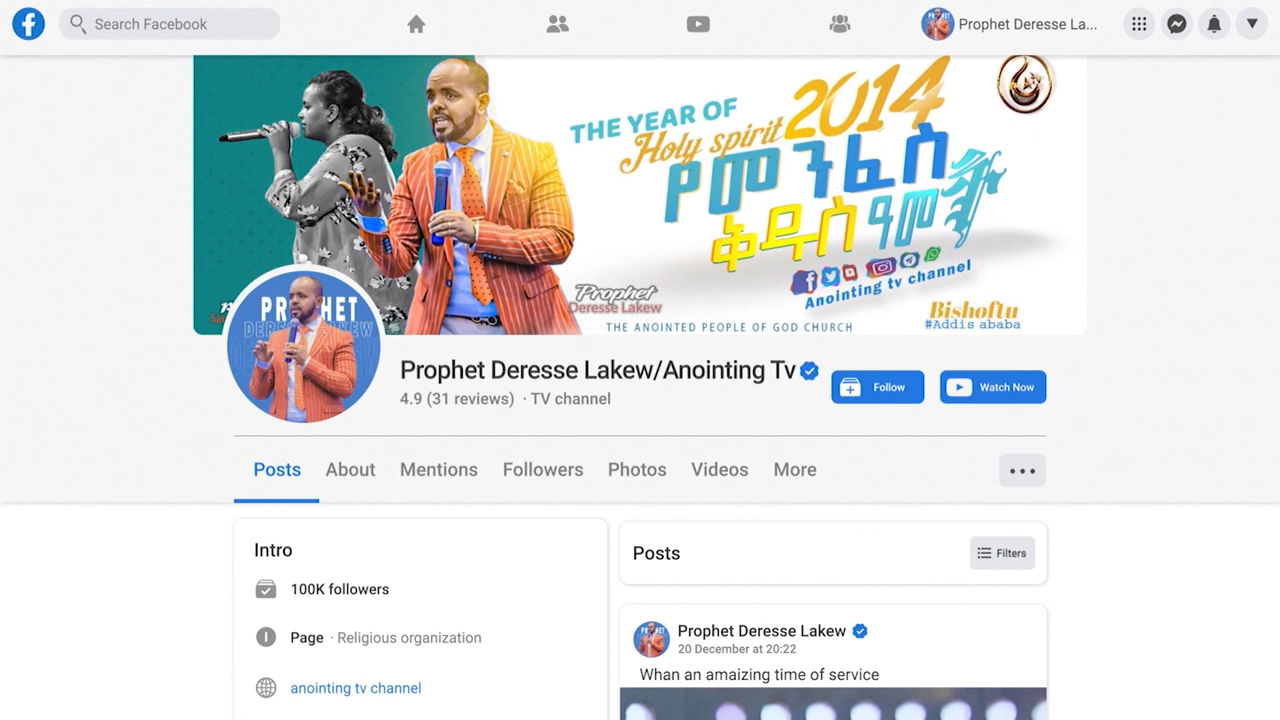 Search Facebook
Prophet Deresse La...
THE YEAR OF
Holy spirit 2014
የመንፈስ
ቅዱስ ዓመት
Anointing tv channel
Prophet
Deresse Lakew
Bishoftu
#Addis ababa
THE ANOINTED PEOPLE OF GOD CHURCH
Prophet Deresse Lakew/Anointing Tv
4.9 (31 reviews) · TV channel
Follow
Watch Now
Posts
About
Mentions
Followers
Photos
Videos
More
Intro
100K followers
Page · Religious organization
anointing tv channel
Posts
Filters
Prophet Deresse Lakew
20 December at 20:22
Whan an amaizing time of service